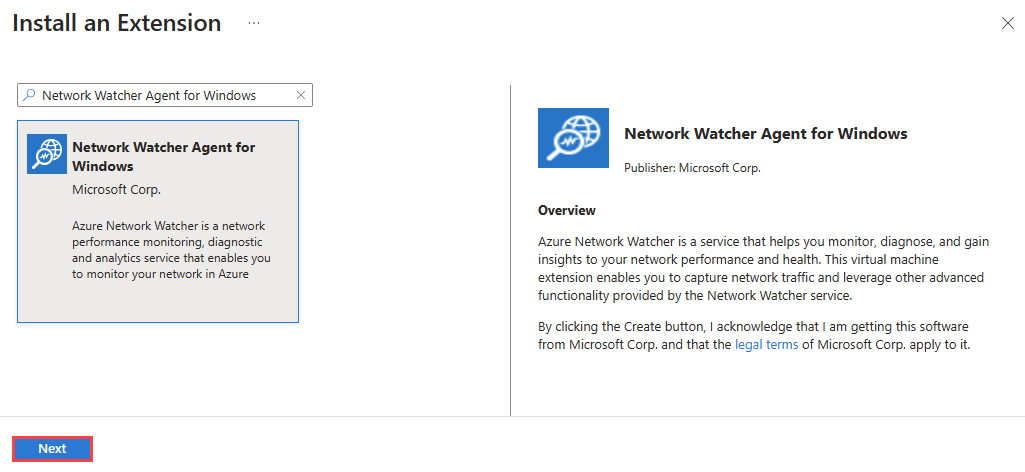 Install an Extension
Network Watcher Agent for Windows
Network Watcher Agent for
Windows
Microsoft Corp.
Azure Network Watcher is a network
performance monitoring, diagnostic
and analytics service that enables you
to monitor your network in Azure
Network Watcher Agent for Windows
Publisher: Microsoft Corp.
Overview
Azure Network Watcher is a service that helps you monitor, diagnose, and gain
insights to your network performance and health. This virtual machine
extension enables you to capture network traffic and leverage other advanced
functionality provided by the Network Watcher service.
By clicking the Create button, I acknowledge that I am getting this software
from Microsoft Corp. and that the legal terms of Microsoft Corp. apply to it.
Next